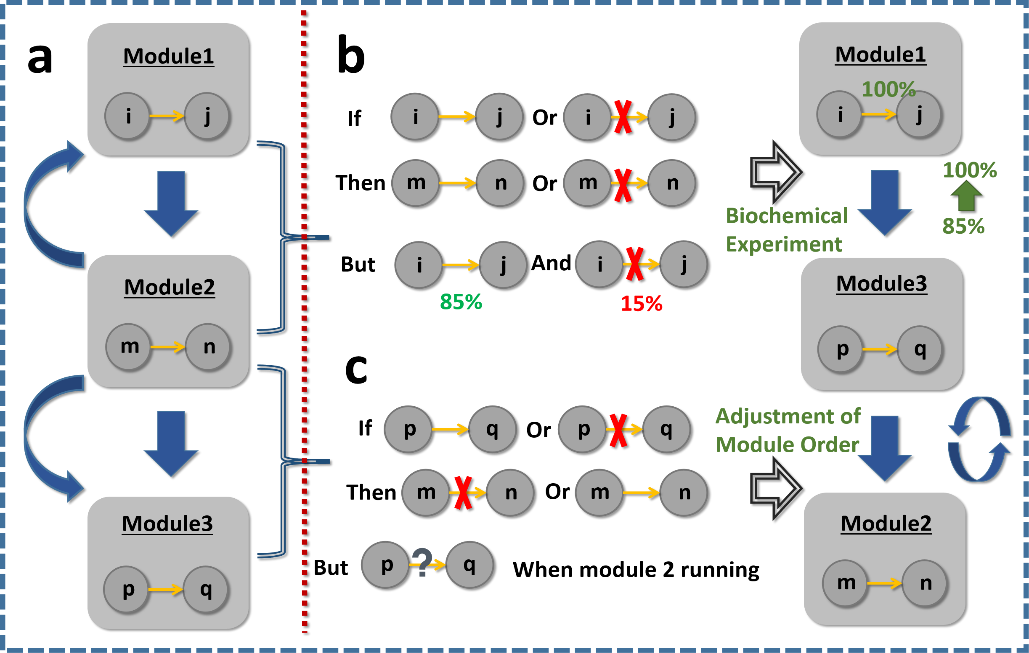 a
Module1
i j
Module2
m n
Module3
p q
b
If i j Or i j
Then m n Or m n
But i j And i j
85% 15%
c
If p q Or p q
Then m n Or m n
But p ? q When module 2 running
Module1
100%
i j
Biochemical
Experiment
100%
85%
Module3
p q
Adjustment of
Module Order
Module2
m n